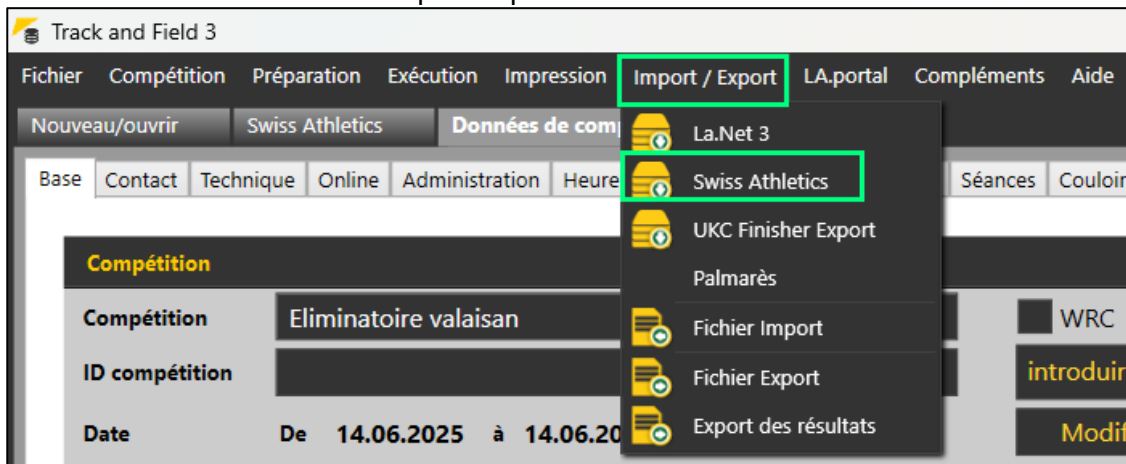 Track and Field 3
Fichier Compétition Préparation Exécution Impression Import / Export LA.portal Compléments Aide
Nouveau/ouvrir Swiss Athletics Données de com
La.Net 3
Base Contact Technique Online Administration Heure Séances Couloir
Swiss Athletics
UKC Finisher Export
Compétition
Palmarès
Compétition Eliminatoire valaisan
Fichier Import
WRC
ID compétition
Fichier Export
introduir
Date De 14.06.2025 à 14.06.20
Export des résultats
Modif